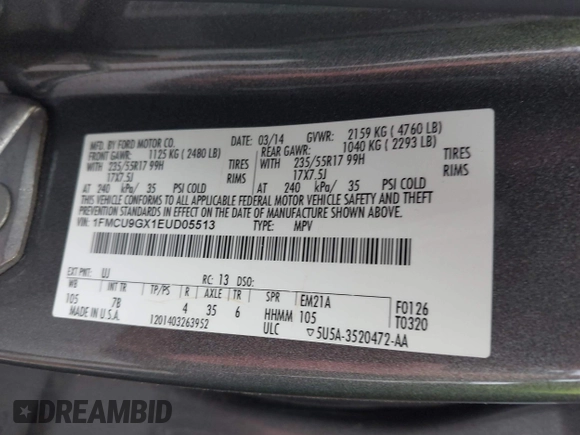 MFD. BY FORD MOTOR CO.
DATE: 03/14 GVWR: 2159 KG ( 4760 LB)
FRONT GAWR: 1125 KG ( 2480 LB) REAR GAWR: 1040 KG ( 2293 LB)
WITH 235/55R17 99H TIRES WITH 235/55R17 99H TIRES
17X7.5J RIMS 17X7.5J RIMS
AT 240 kPa/ 35 PSI COLD AT 240 kPa/ 35 PSI COLD
THIS VEHICLE CONFORMS TO ALL APPLICABLE FEDERAL MOTOR VEHICLE SAFETY AND THEFT
PREVENTION STANDARDS IN EFFECT ON THE DATE OF MANUFACTURE SHOWN ABOVE.
VIN: 1FMCU9GX1EUD05513 TYPE: MPV
EXT PNT: UJ RC: 13 DSO:
WB INT TR TP/PS R AXLE TR SPR EM21A F0126
105 7B 4 35 6 HHMM 105 T0320
MADE IN U.S.A. ULC ▽5U5A-3520472-AA
1201403263952
DREAMBID